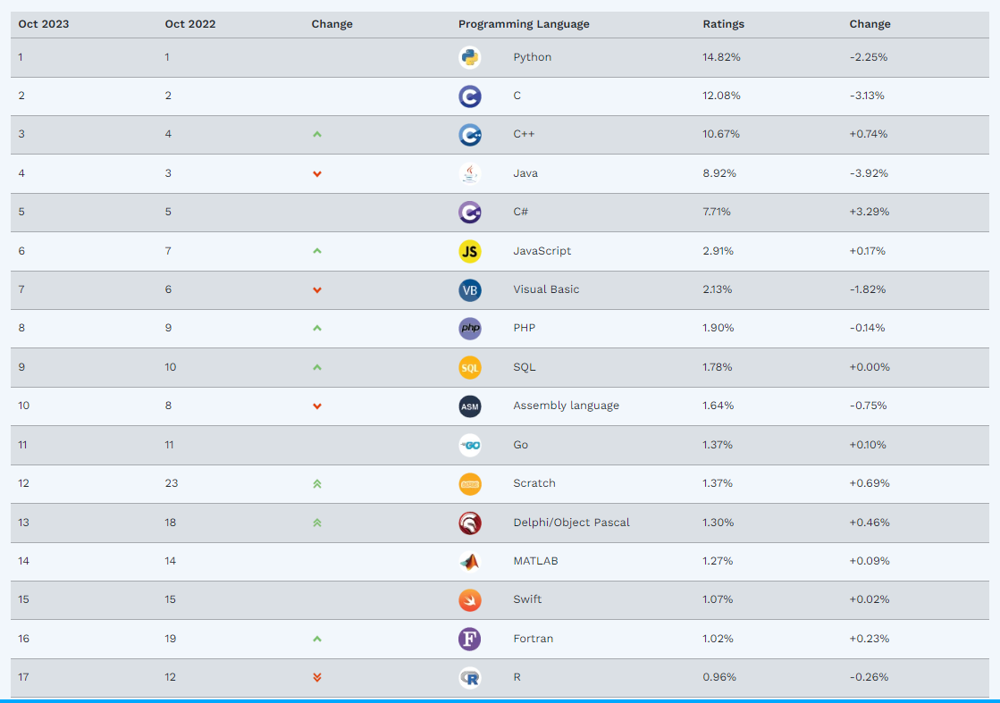 Oct 2023 Oct 2022 Change Programming Language Ratings Change
1 1 Python 14.82% -2.25%
2 2 C 12.08% -3.13%
3 4 C++ 10.67% +0.74%
4 3 Java 8.92% -3.92%
5 5 C# 7.71% +3.29%
6 7 JS JavaScript 2.91% +0.17%
7 6 VB Visual Basic 2.13% -1.82%
8 9 php PHP 1.90% -0.14%
9 10 SQL SQL 1.78% +0.00%
10 8 ASM Assembly language 1.64% -0.75%
11 11 GO Go 1.37% +0.10%
12 23 Scratch 1.37% +0.69%
13 18 Delphi/Object Pascal 1.30% +0.46%
14 14 MATLAB 1.27% +0.09%
15 15 Swift 1.07% +0.02%
16 19 F Fortran 1.02% +0.23%
17 12 R R 0.96% -0.26%